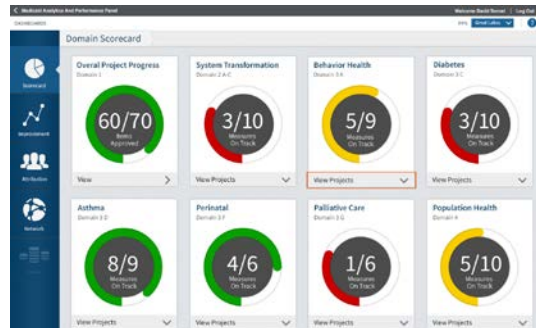 Medicaid Analytics And Performance Panel
Log Out
DASHBOARDS
PPS: Great Lakes
?
Domain Scorecard
Scorecard
Improvement
Attribution
Network
Overall Project Progress
Domain 1
60/70
Items
Approved
View
System Transformation
Domain 2 A-C
3/10
Measures
On Track
View Projects
Behavior Health
Domain 3 A
5/9
Measures
On Track
View Projects
Diabetes
Domain 3 C
3/10
Measures
On Track
View Projects
Asthma
Domain 3 D
8/9
Measures
On Track
View Projects
Perinatal
Domain 3 F
4/6
Measures
On Track
View Projects
Palliative Care
Domain 3 G
1/6
Measures
On Track
View Projects
Population Health
Domain 4
5/10
Measures
On Track
View Projects